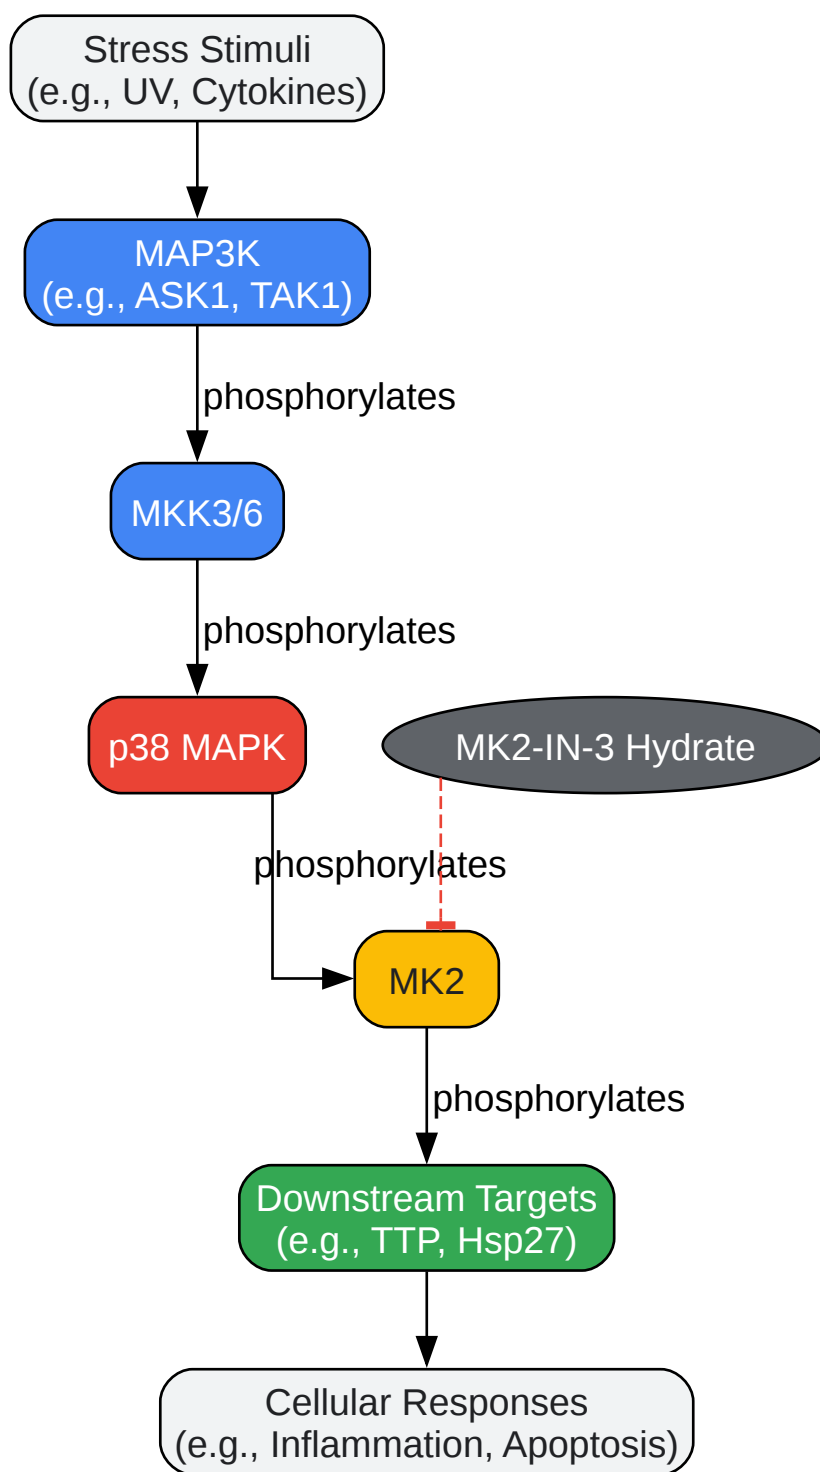 Stress Stimuli
(e.g., UV, Cytokines)
MAP3K
(e.g., ASK1, TAK1)
phosphorylates
MKK3/6
phosphorylates
p38 MAPK
MK2-IN-3 Hydrate
phosphorylates
MK2
phosphorylates
Downstream Targets
(e.g., TTP, Hsp27)
Cellular Responses
(e.g., Inflammation, Apoptosis)